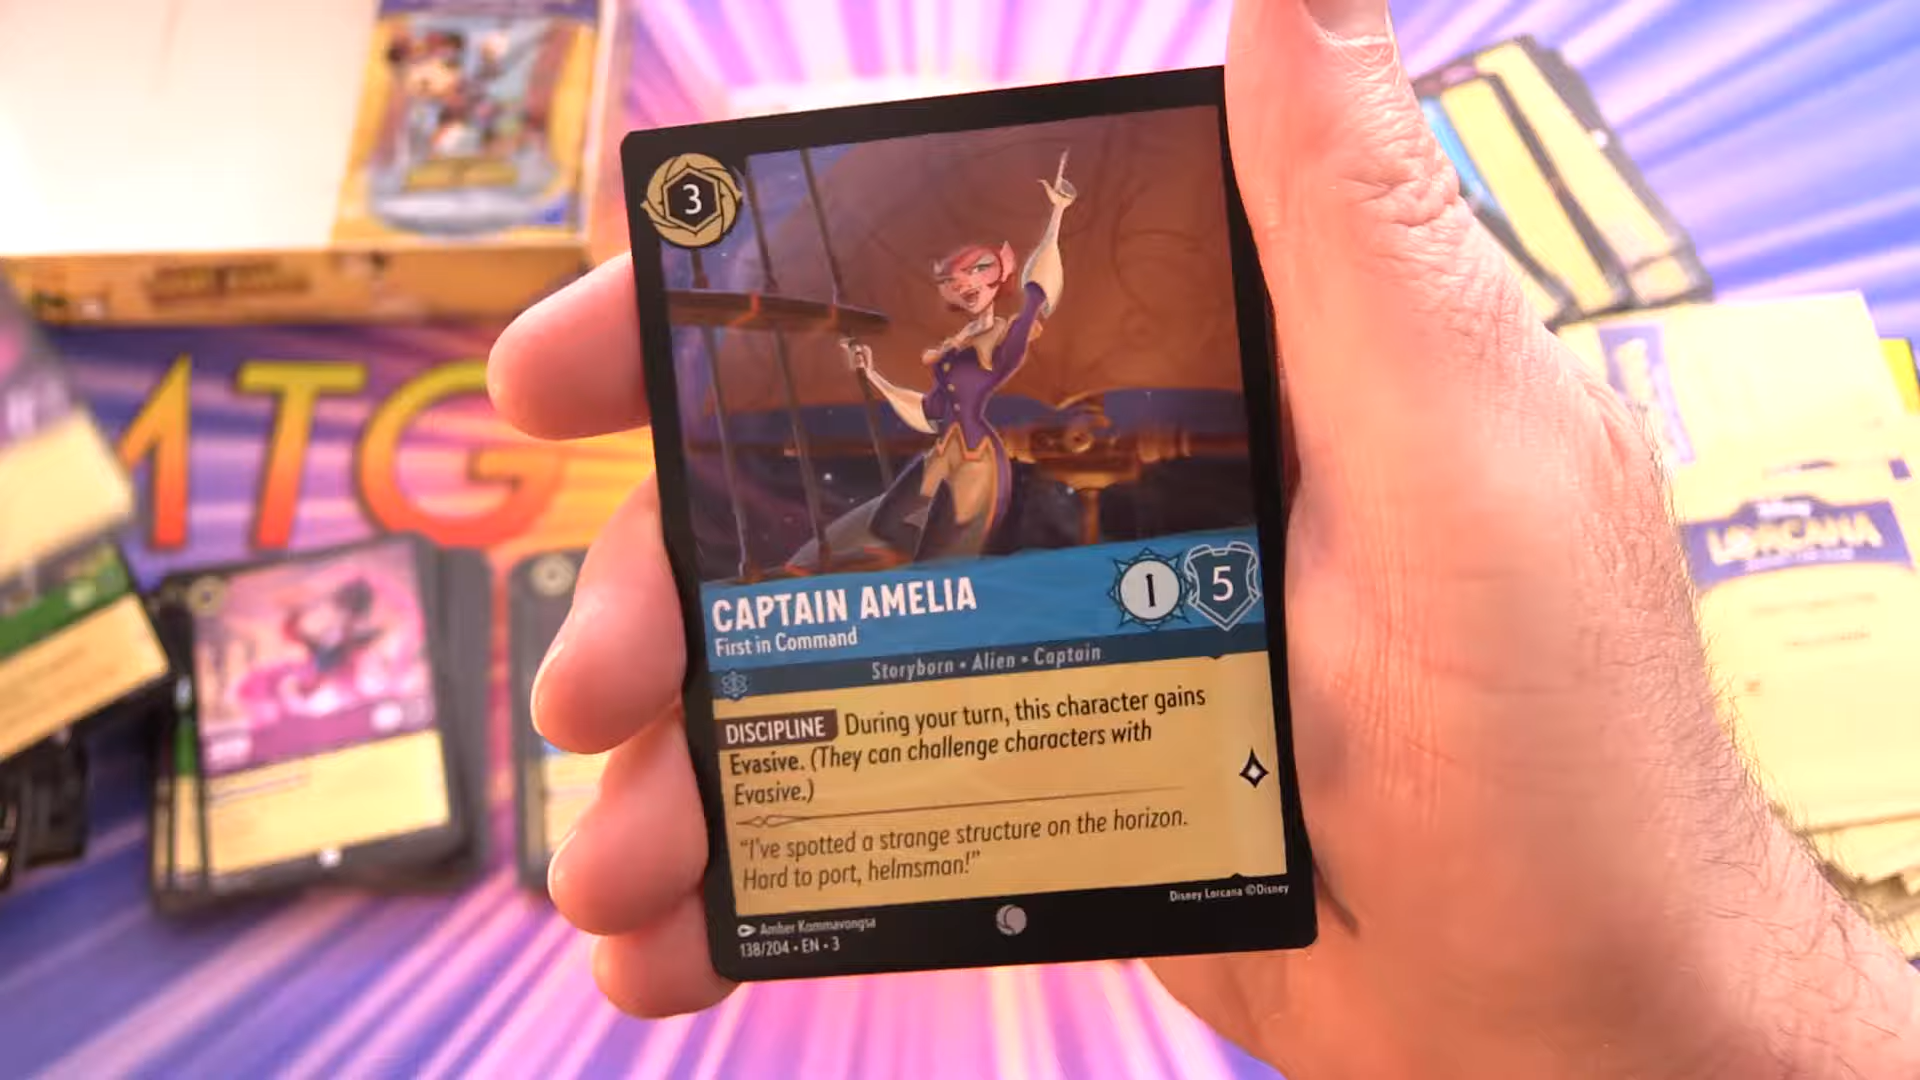 MTG
3
CAPTAIN AMELIA
First in Command
1 5
Storyborn • Alien • Captain
DISCIPLINE During your turn, this character gains
Evasive. (They can challenge characters with
Evasive.)
“I’ve spotted a strange structure on the horizon.
Hard to port, helmsman!”
Disney Lorcana ©Disney
Amber Kommavongsa
138/204 • EN • 3
Disney
LORCANA